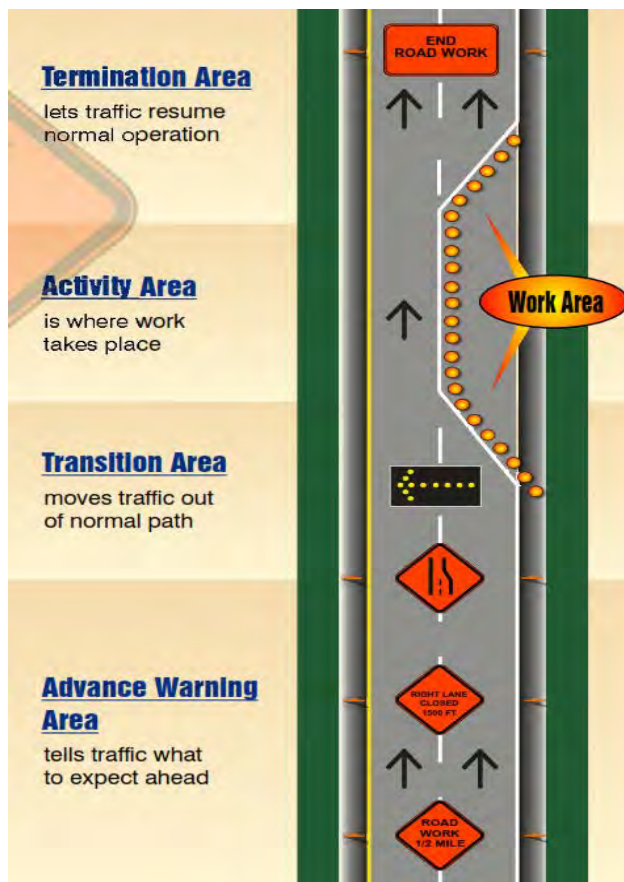 END
ROAD WORK
Termination Area
lets traffic resume
normal operation
Activity Area
is where work
takes place
Work Area
Transition Area
moves traffic out
of normal path
Advance Warning
Area
tells traffic what
to expect ahead
RIGHT LANE
CLOSED
1500 FT.
ROAD
WORK
1/2 MILE